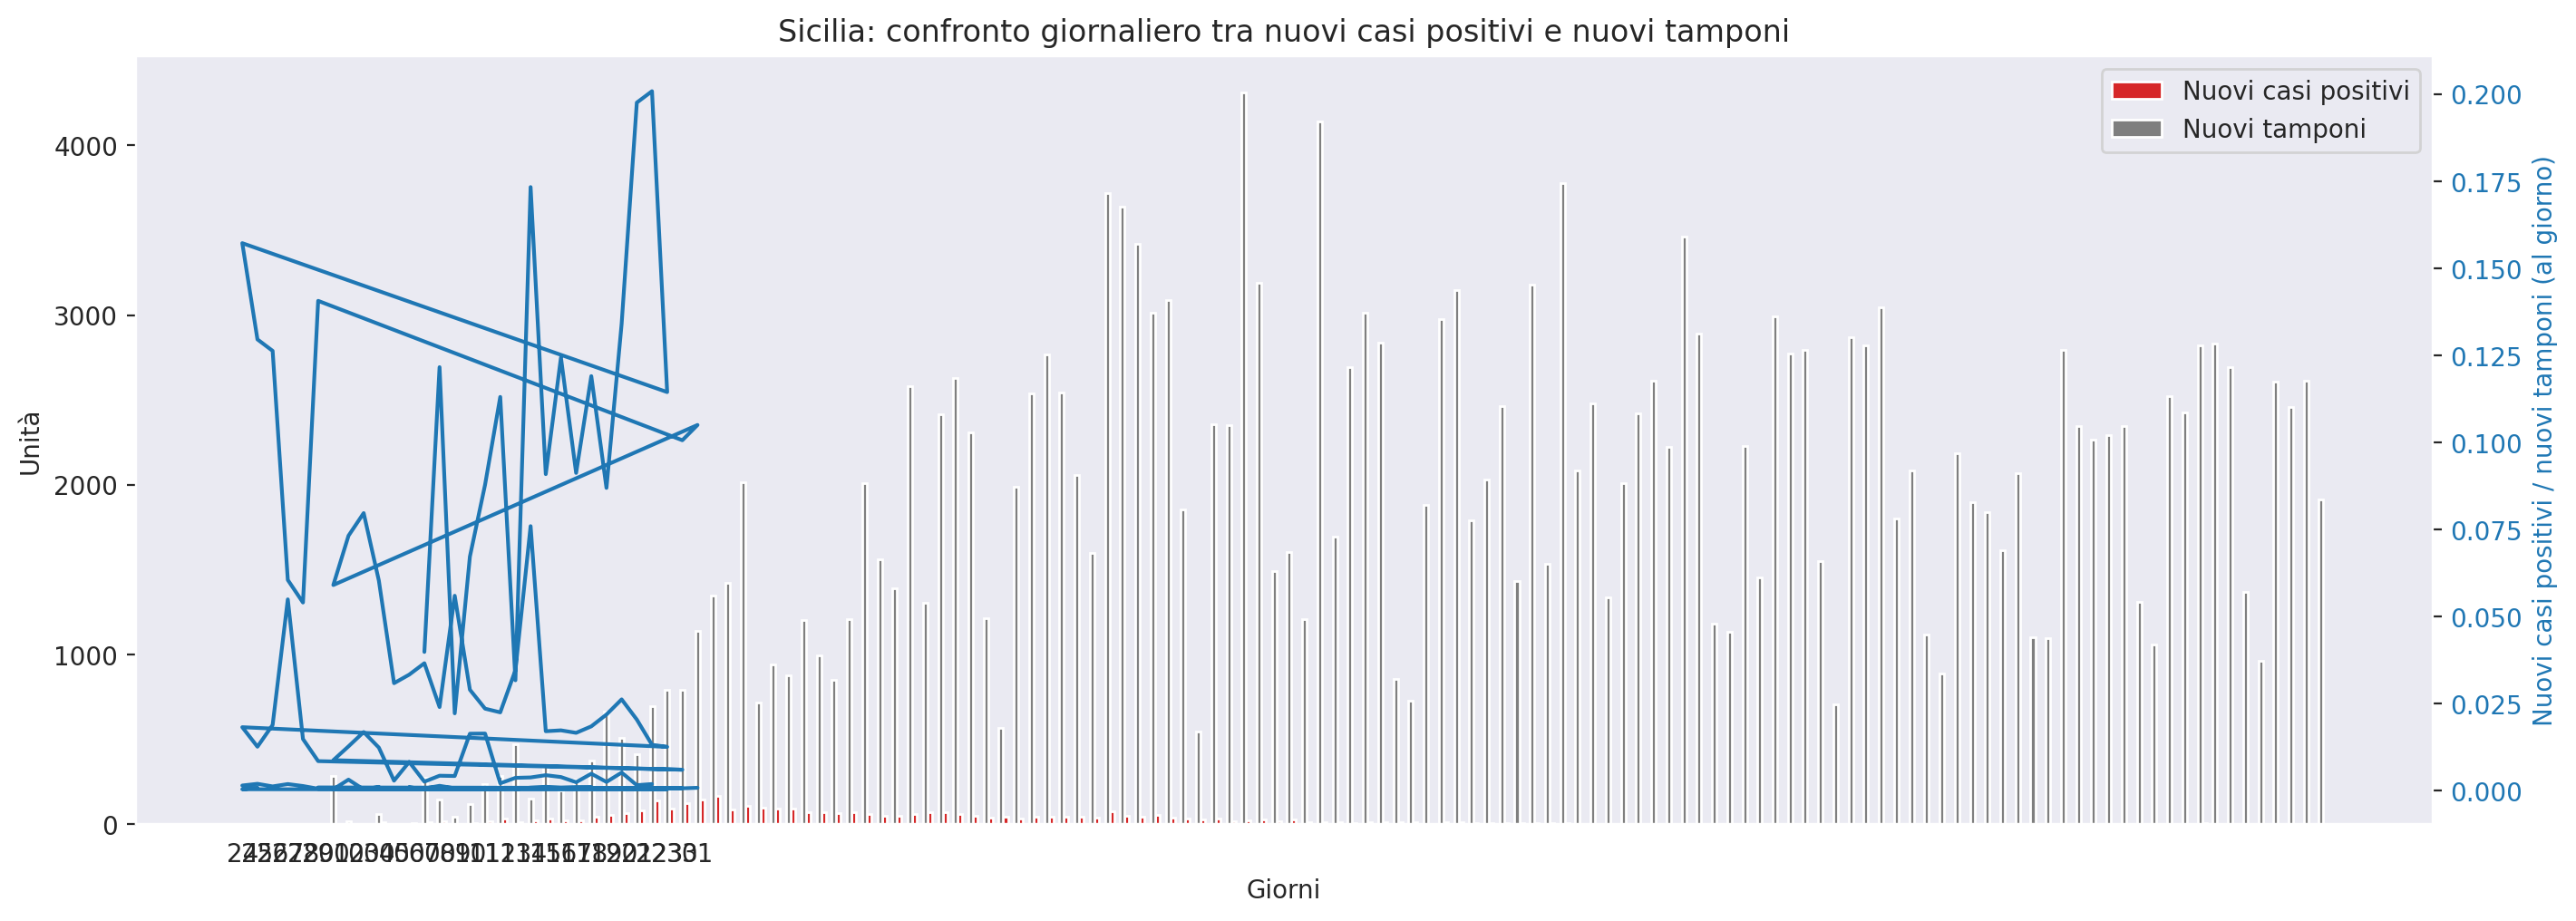 Sicilia: confronto giornaliero tra nuovi casi positivi e nuovi tamponi
Nuovi casi positivi
Nuovi tamponi
Unità
4000
3000
2000
1000
0
0.200
0.175
0.150
0.125
0.100
0.075
0.050
0.025
0.000
Nuovi casi positivi / nuovi tamponi (al giorno)
Giorni